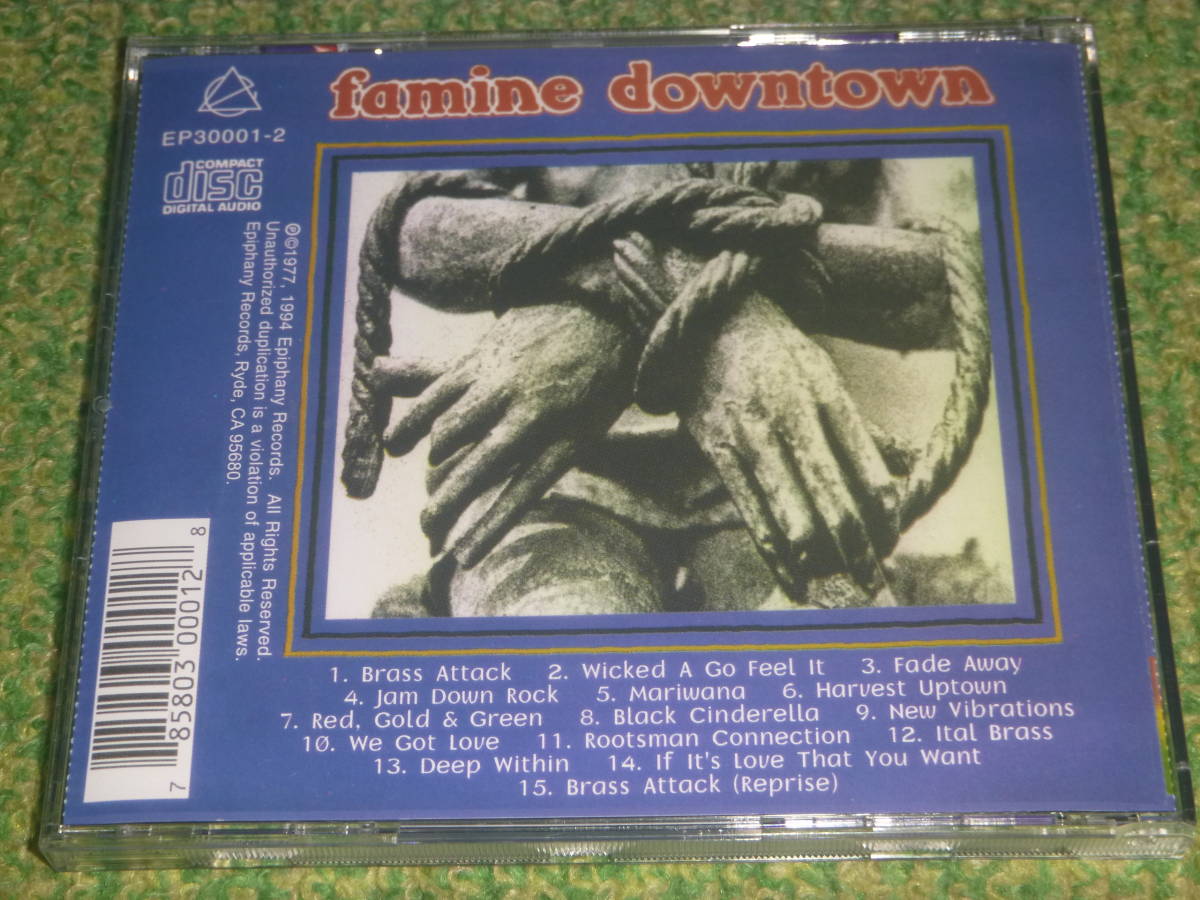 famine downtown
EP30001-2
COMPACT
disc
DIGITAL AUDIO
℗©1977, 1994 Epiphany Records. All Rights Reserved.
Unauthorized duplication is a violation of applicable laws.
Epiphany Records, Ryde, CA 95680.
7 85803 00012 8
1. Brass Attack 2. Wicked A Go Feel It 3. Fade Away
4. Jam Down Rock 5. Mariwana 6. Harvest Uptown
7. Red, Gold & Green 8. Black Cinderella 9. New Vibrations
10. We Got Love 11. Rootsman Connection 12. Ital Brass
13. Deep Within 14. If It's Love That You Want
15. Brass Attack (Reprise)